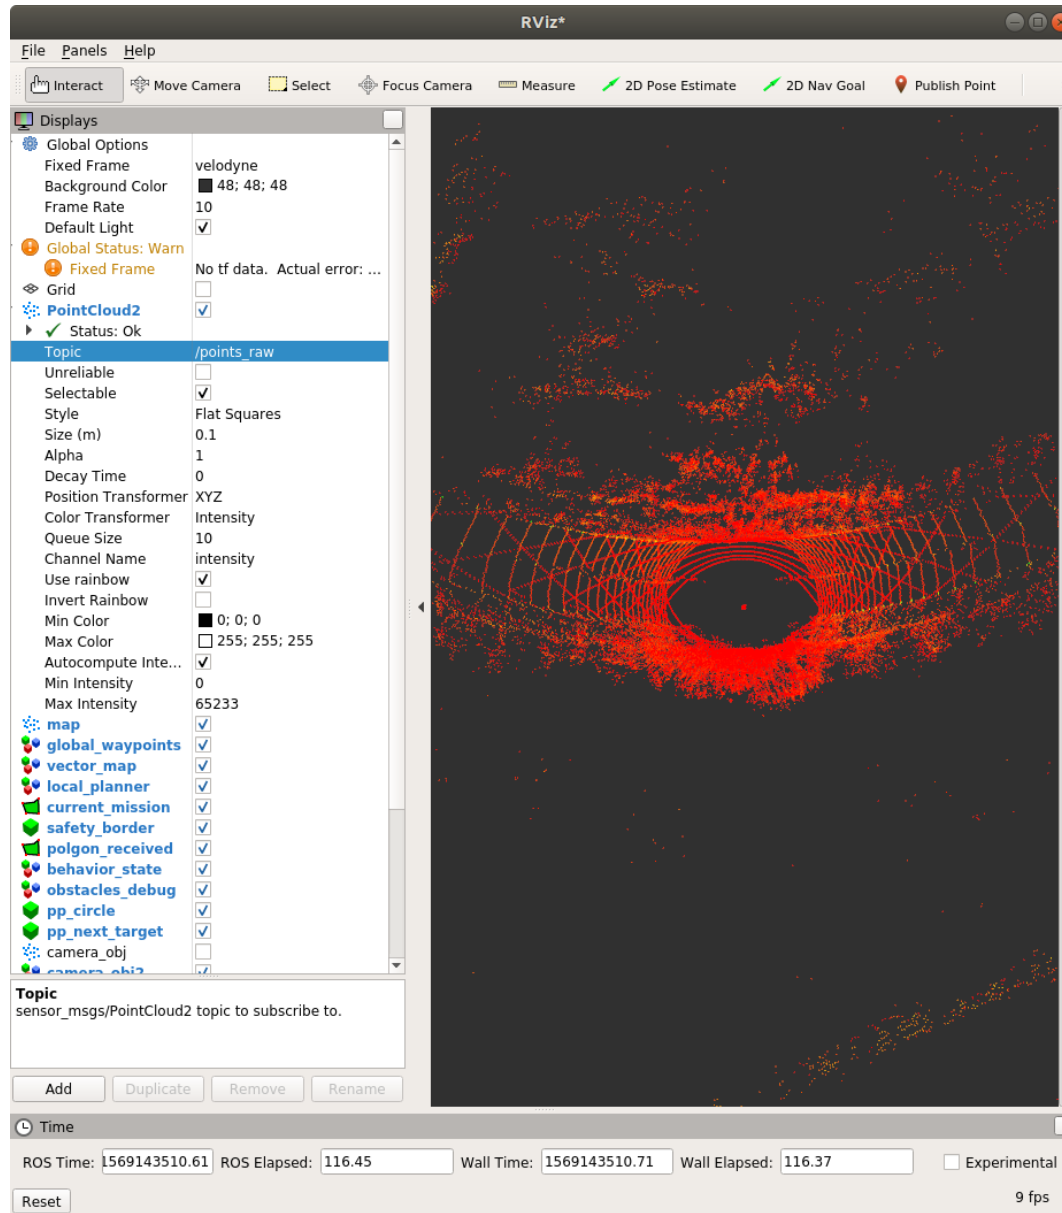 RViz*
File Panels Help
Interact Move Camera Select Focus Camera Measure 2D Pose Estimate 2D Nav Goal Publish Point
Displays
Global Options
Fixed Frame velodyne
Background Color 48; 48; 48
Frame Rate 10
Default Light
Global Status: Warn
Fixed Frame No tf data. Actual error: ...
Grid
PointCloud2
Status: Ok
Topic /points_raw
Unreliable
Selectable
Style Flat Squares
Size (m) 0.1
Alpha 1
Decay Time 0
Position Transformer XYZ
Color Transformer Intensity
Queue Size 10
Channel Name intensity
Use rainbow
Invert Rainbow
Min Color 0; 0; 0
Max Color 255; 255; 255
Autocompute Inte...
Min Intensity 0
Max Intensity 65233
map
global_waypoints
vector_map
local_planner
current_mission
safety_border
polgon_received
behavior_state
obstacles_debug
pp_circle
pp_next_target
camera_obj
camera_obj2
Topic
sensor_msgs/PointCloud2 topic to subscribe to.
Add Duplicate Remove Rename
Time
ROS Time: 1569143510.61 ROS Elapsed: 116.45 Wall Time: 1569143510.71 Wall Elapsed: 116.37 Experimental
Reset 9 fps